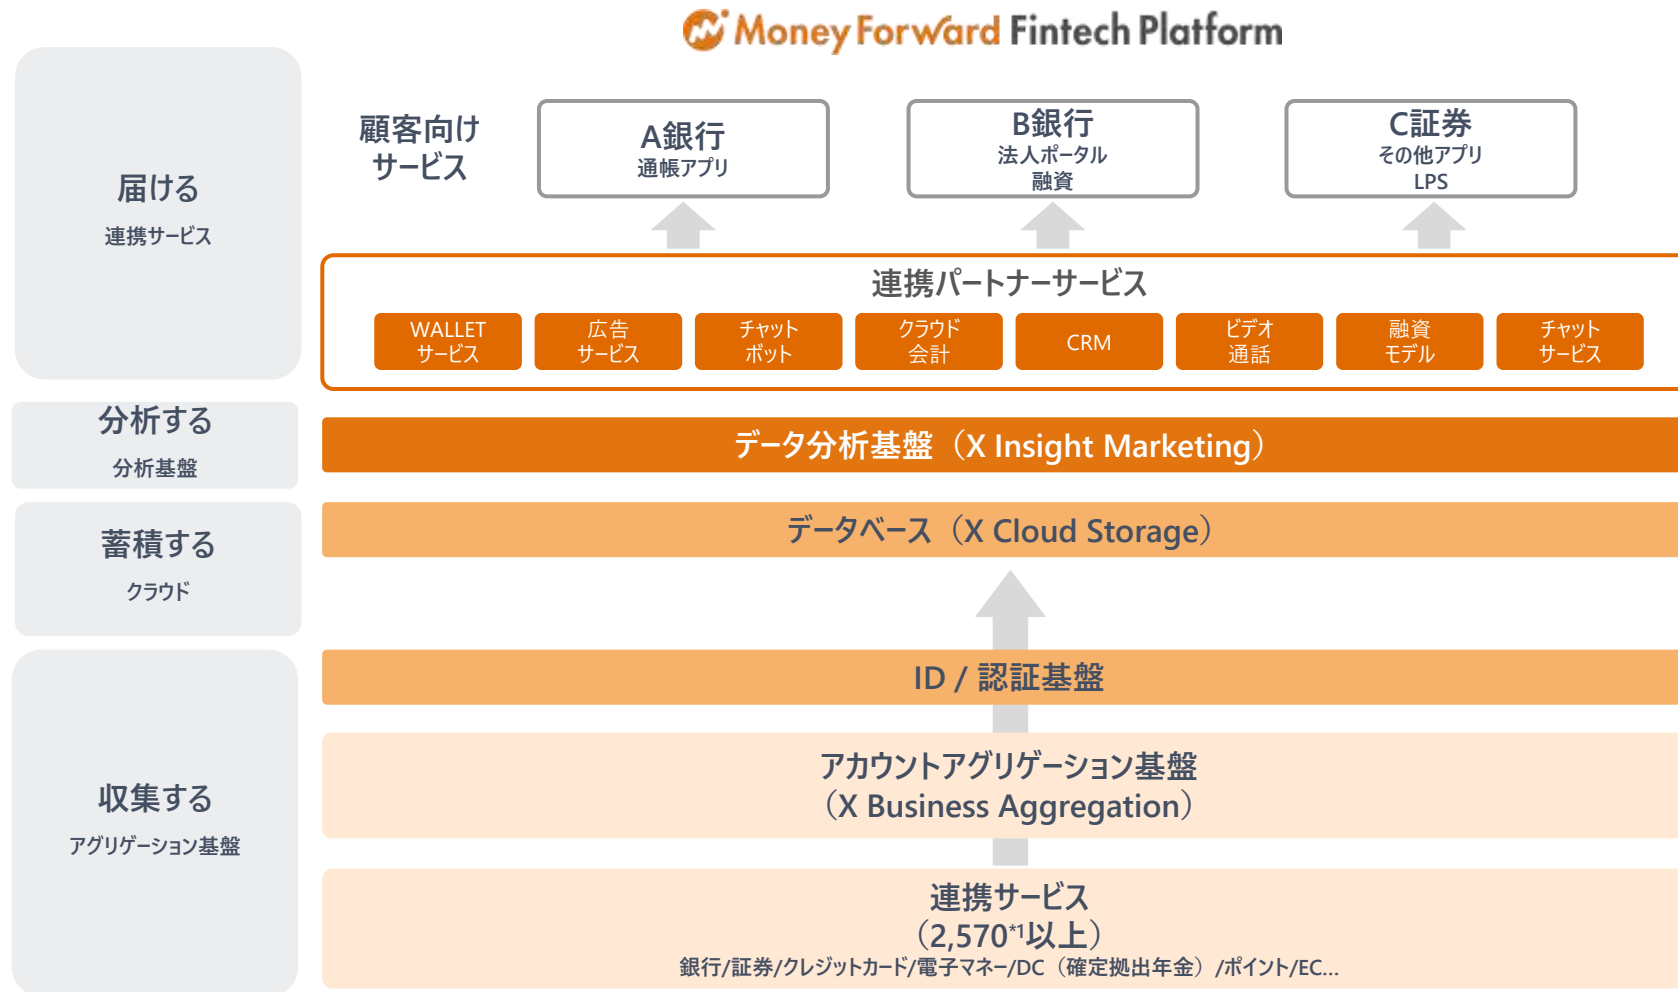 Money Forward Fintech Platform
届ける
連携サービス
顧客向け
サービス
A銀行
通帳アプリ
B銀行
法人ポータル
融資
C証券
その他アプリ
LPS
連携パートナーサービス
WALLET
サービス
広告
サービス
チャット
ボット
クラウド
会計
CRM
ビデオ
通話
融資
モデル
チャット
サービス
分析する
分析基盤
データ分析基盤（X Insight Marketing）
蓄積する
クラウド
データベース（X Cloud Storage）
収集する
アグリゲーション基盤
ID / 認証基盤
アカウントアグリゲーション基盤
（X Business Aggregation）
連携サービス
（2,570*1以上）
銀行/証券/クレジットカード/電子マネー/DC（確定拠出年金）/ポイント/EC...